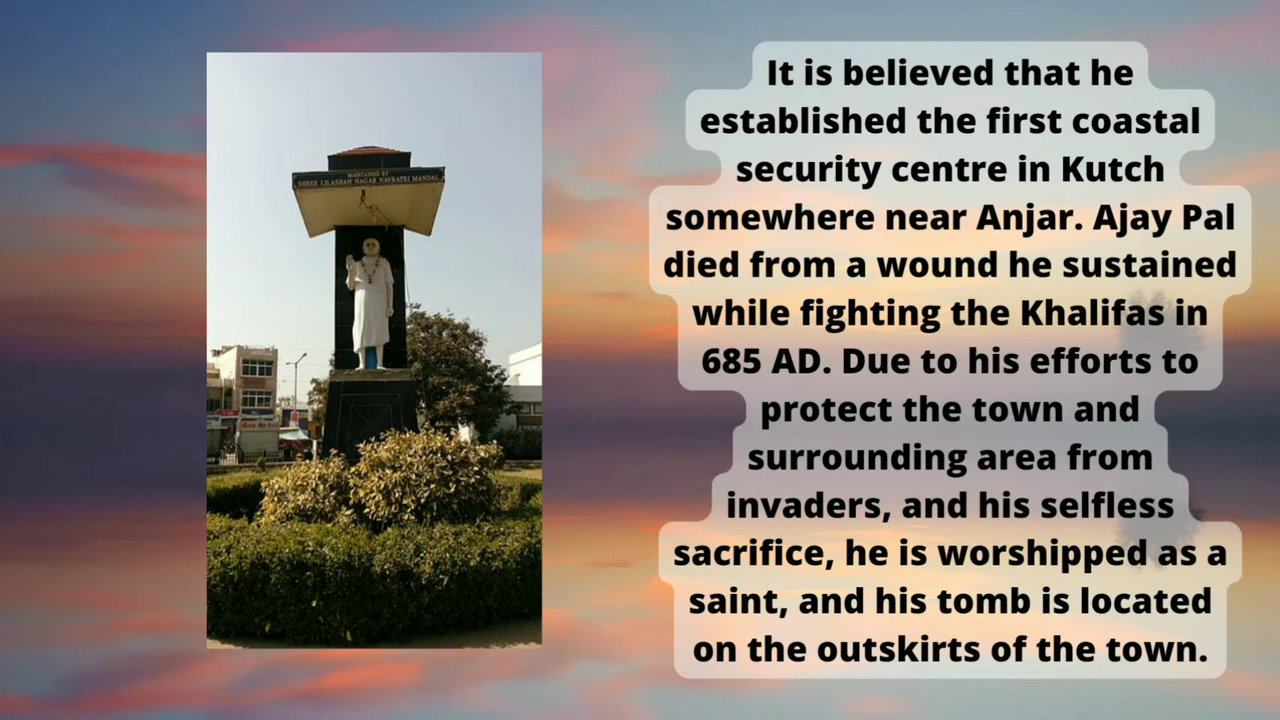 MAINTAINED BY
SHREE LILASHAH NAGAR NAVRATRI MANDAL
It is believed that he
established the first coastal
security centre in Kutch
somewhere near Anjar. Ajay Pal
died from a wound he sustained
while fighting the Khalifas in
685 AD. Due to his efforts to
protect the town and
surrounding area from
invaders, and his selfless
sacrifice, he is worshipped as a
saint, and his tomb is located
on the outskirts of the town.